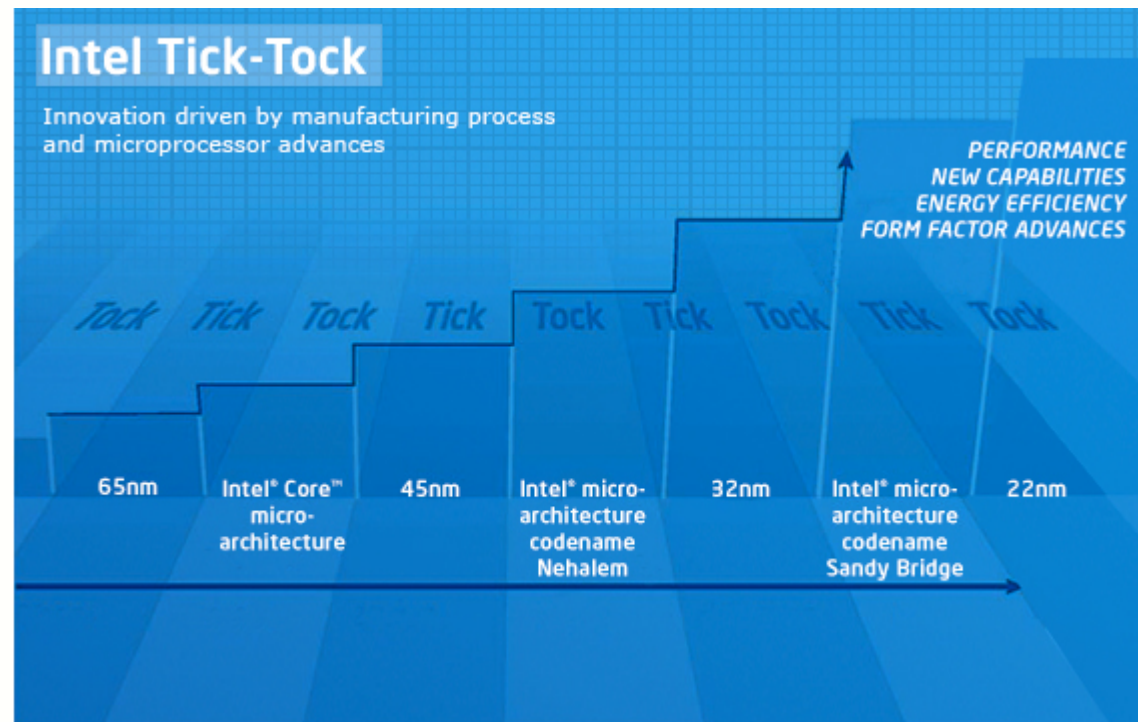 Intel Tick-Tock
Innovation driven by manufacturing process
and microprocessor advances
PERFORMANCE
NEW CAPABILITIES
ENERGY EFFICIENCY
FORM FACTOR ADVANCES
Tock Tick Tock Tick Tock Tick Tock Tick Tock
65nm
Intel® Core™
micro-
architecture
45nm
Intel® micro-
architecture
codename
Nehalem
32nm
Intel® micro-
architecture
codename
Sandy Bridge
22nm